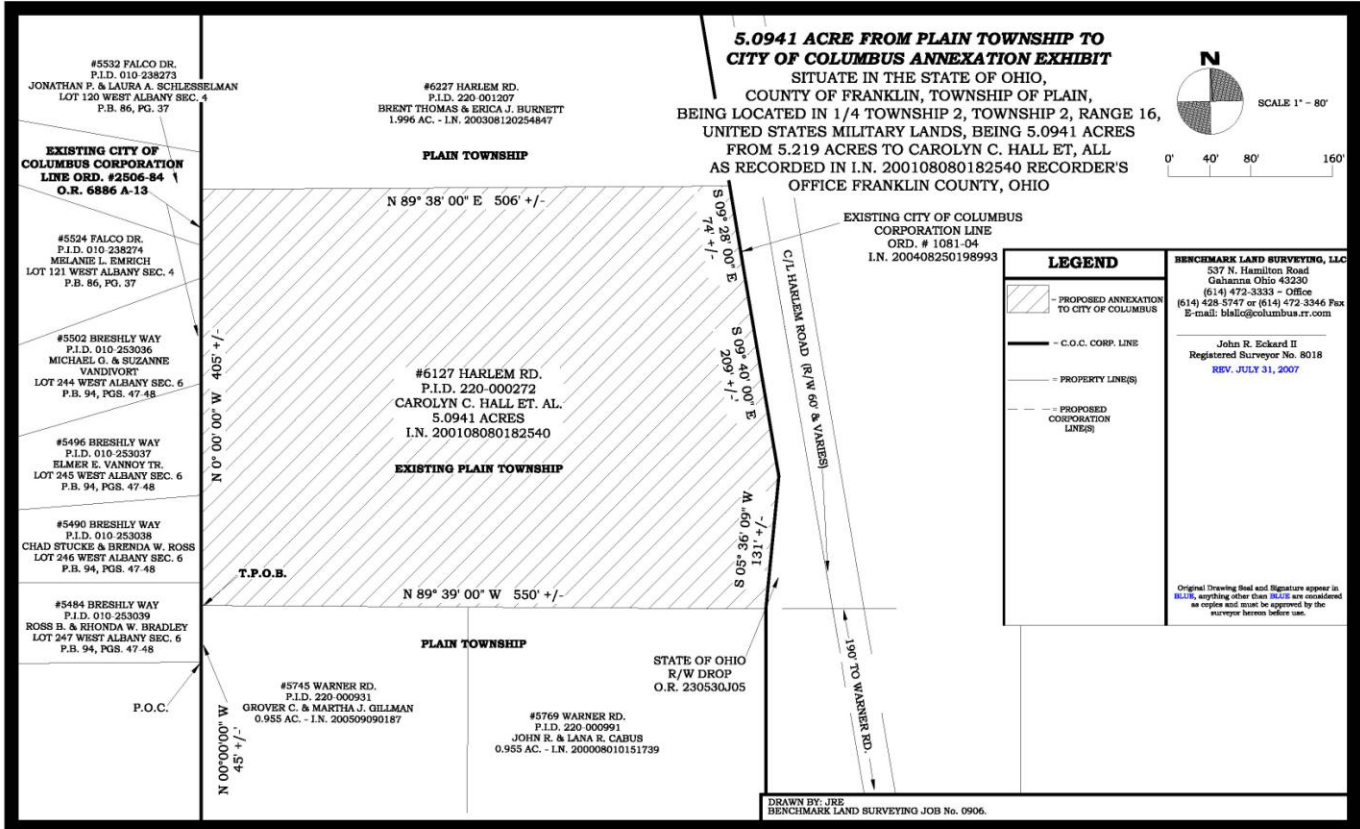 5.0941 ACRE FROM PLAIN TOWNSHIP TO
CITY OF COLUMBUS ANNEXATION EXHIBIT
SITUATE IN THE STATE OF OHIO,
COUNTY OF FRANKLIN, TOWNSHIP OF PLAIN,
BEING LOCATED IN 1/4 TOWNSHIP 2, TOWNSHIP 2, RANGE 16,
UNITED STATES MILITARY LANDS, BEING 5.0941 ACRES
FROM 5.219 ACRES TO CAROLYN C. HALL ET, ALL
AS RECORDED IN I.N. 200108080182540 RECORDER'S
OFFICE FRANKLIN COUNTY, OHIO
N
SCALE 1" - 80'
0' 40' 80' 160'
#5532 FALCO DR.
P.I.D. 010-238273
JONATHAN P. & LAURA A. SCHLESSELMAN
LOT 120 WEST ALBANY SEC. 4
P.B. 86, PG. 37
EXISTING CITY OF
COLUMBUS CORPORATION
LINE ORD. #2506-84
O.R. 6886 A-13
#5524 FALCO DR.
P.I.D. 010-238274
MELANIE L. EMRICH
LOT 121 WEST ALBANY SEC. 4
P.B. 86, PG. 37
#5502 BRESHLY WAY
P.I.D. 010-253036
MICHAEL G. & SUZANNE
VANDIVORT
LOT 244 WEST ALBANY SEC. 6
P.B. 94, PGS. 47-48
#5496 BRESHLY WAY
P.I.D. 010-253037
ELMER E. VANNOY TR.
LOT 245 WEST ALBANY SEC. 6
P.B. 94, PGS. 47-48
#5490 BRESHLY WAY
P.I.D. 010-253038
CHAD STUCKE & BRENDA W. ROSS
LOT 246 WEST ALBANY SEC. 6
P.B. 94, PGS. 47-48
#5484 BRESHLY WAY
P.I.D. 010-253039
ROSS B. & RHONDA W. BRADLEY
LOT 247 WEST ALBANY SEC. 6
P.B. 94, PGS. 47-48
P.O.C.
#6227 HARLEM RD.
P.I.D. 220-001207
BRENT THOMAS & ERICA J. BURNETT
1.996 AC. - I.N. 200308120254847
PLAIN TOWNSHIP
N 89° 38' 00" E 506' +/-
S 09° 28' 00" E
74' +/-
S 09° 40' 00" E
209' +/-
S 05° 36' 09" W
131' +/-
N 0° 00' 00" W 405' +/-
#6127 HARLEM RD.
P.I.D. 220-000272
CAROLYN C. HALL ET. AL.
5.0941 ACRES
I.N. 200108080182540
EXISTING PLAIN TOWNSHIP
T.P.O.B.
N 89° 39' 00" W 550' +/-
PLAIN TOWNSHIP
N 00°00'00" W
45' +/-
#5745 WARNER RD.
P.I.D. 220-000931
GROVER C. & MARTHA J. GILLMAN
0.955 AC. - I.N. 200509090187
#5769 WARNER RD.
P.I.D. 220-000991
JOHN R. & LANA R. CABUS
0.955 AC. - I.N. 200008010151739
STATE OF OHIO
R/W DROP
O.R. 230530J05
EXISTING CITY OF COLUMBUS
CORPORATION LINE
ORD. # 1081-04
I.N. 200408250198993
C/L HARLEM ROAD (R/W 60' & VARIES)
190' TO WARNER RD.
LEGEND
- PROPOSED ANNEXATION
TO CITY OF COLUMBUS
- C.O.C. CORP. LINE
= PROPERTY LINE(S)
= PROPOSED
CORPORATION
LINE(S)
BENCHMARK LAND SURVEYING, LLC
537 N. Hamilton Road
Gahanna Ohio 43230
(614) 472-3333 - Office
(614) 428-5747 or (614) 472-3346 Fax
E-mail: blsllc@columbus.rr.com
John R. Eckard II
Registered Surveyor No. 8018
REV. JULY 31, 2007
Original Drawing Seal and Signature appear in
BLUE, anything other than BLUE are considered
as copies and must be approved by the
surveyor hereon before use.
DRAWN BY: JRE
BENCHMARK LAND SURVEYING JOB No. 0906.